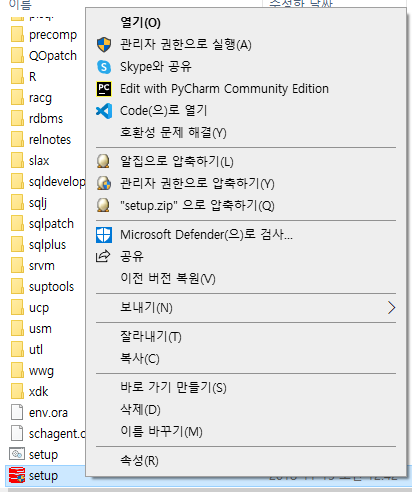 이름
수정한 날짜
열기(O)
precomp
관리자 권한으로 실행(A)
QOpatch
Skype와 공유
R
Edit with PyCharm Community Edition
racg
Code(으)로 열기
rdbms
호환성 문제 해결(Y)
relnotes
slax
알집으로 압축하기(L)
sqldevelop
관리자 권한으로 압축하기(Y)
sqlj
"setup.zip" 으로 압축하기(Q)
sqlpatch
sqlplus
Microsoft Defender(으)로 검사...
srvm
공유
suptools
이전 버전 복원(V)
ucp
보내기(N)
usm
utl
잘라내기(T)
wwg
복사(C)
xdk
바로 가기 만들기(S)
env.ora
삭제(D)
schagent.c
이름 바꾸기(M)
setup
속성(R)
setup